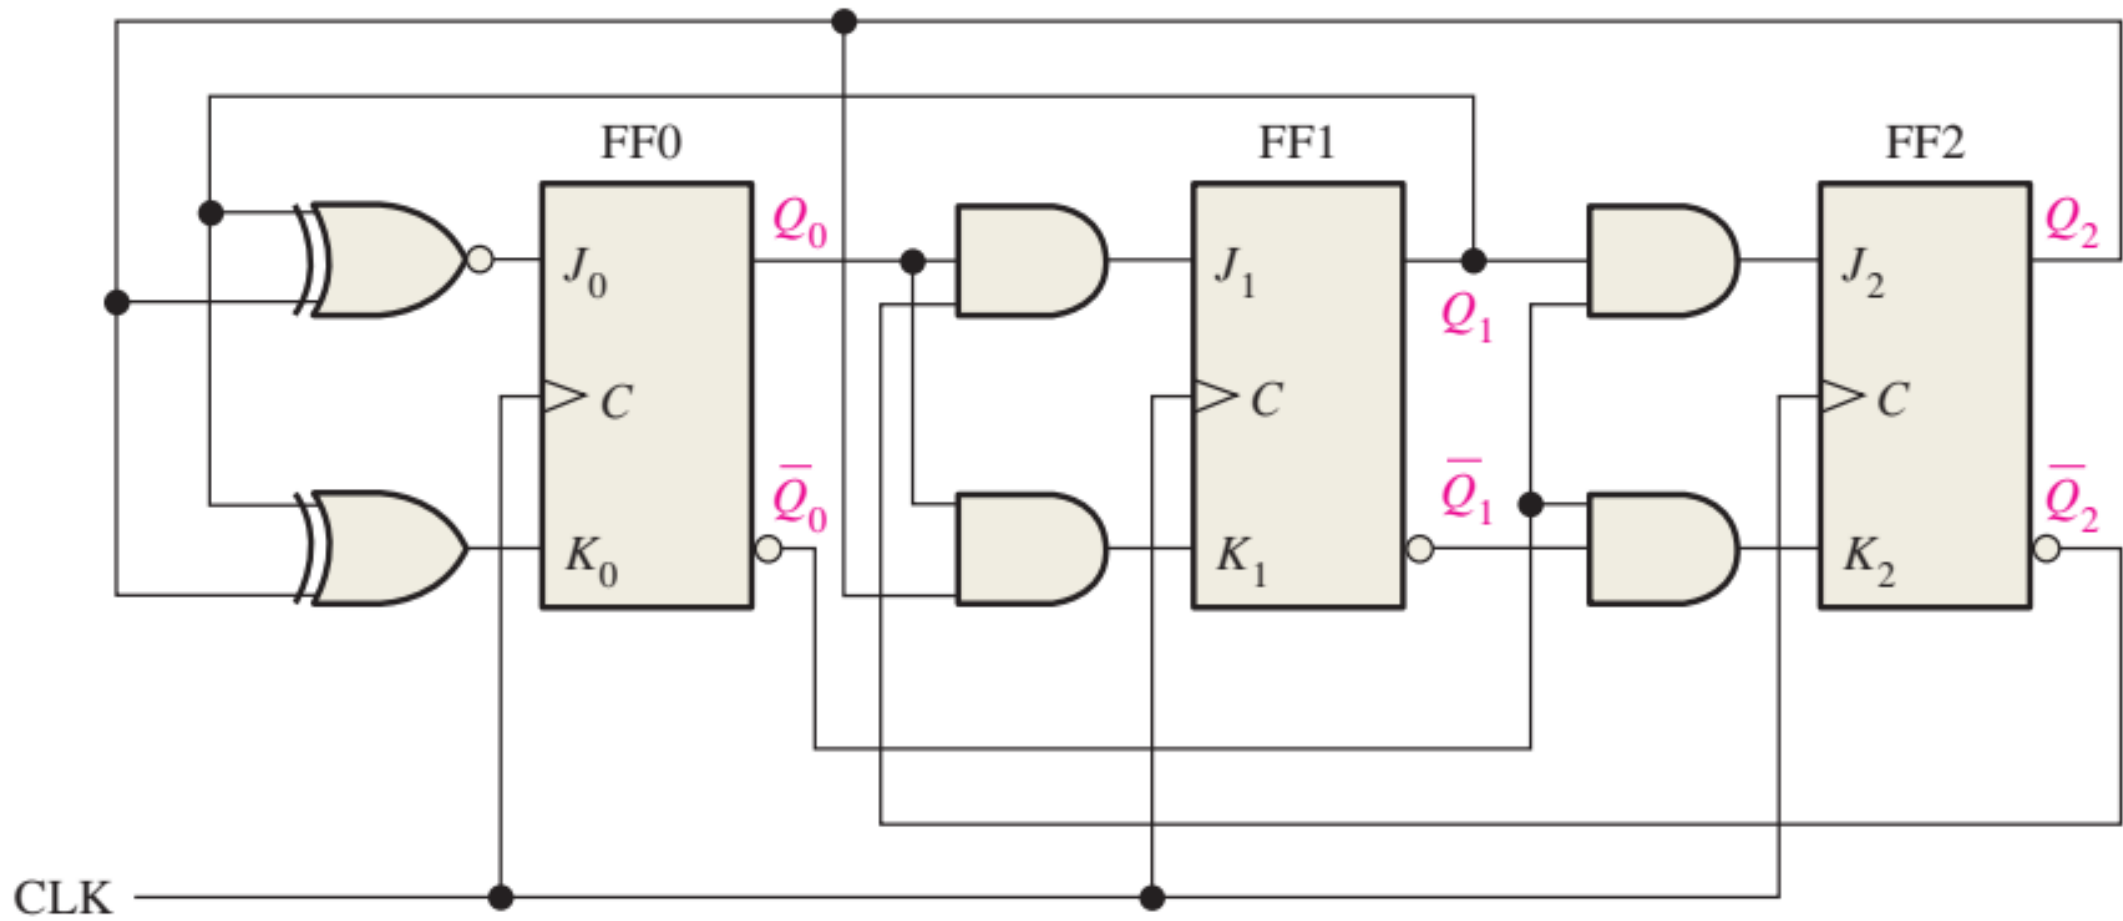 FF0
FF1
FF2
Q₀
Q₂
J₀
J₁
J₂
Q₁
C
C
C
Q̅₀
Q̅₁
Q̅₂
K₀
K₁
K₂
CLK